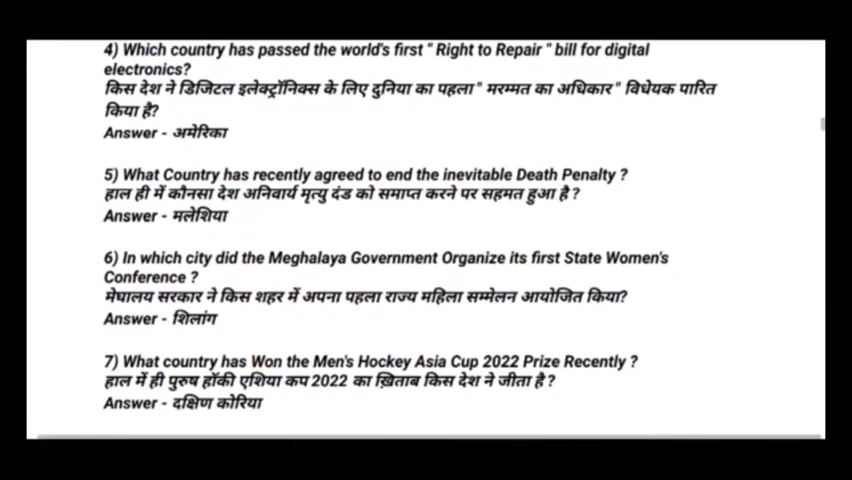 4) Which country has passed the world's first " Right to Repair " bill for digital
electronics?
किस देश ने डिजिटल इलेक्ट्रॉनिक्स के लिए दुनिया का पहला " मरम्मत का अधिकार " विधेयक पारित
किया है?
Answer - अमेरिका
5) What Country has recently agreed to end the inevitable Death Penalty ?
हाल ही में कौनसा देश अनिवार्य मृत्यु दंड को समाप्त करने पर सहमत हुआ है ?
Answer - मलेशिया
6) In which city did the Meghalaya Government Organize its first State Women's
Conference ?
मेघालय सरकार ने किस शहर में अपना पहला राज्य महिला सम्मेलन आयोजित किया?
Answer - शिलांग
7) What country has Won the Men's Hockey Asia Cup 2022 Prize Recently ?
हाल में ही पुरुष हॉकी एशिया कप 2022 का ख़िताब किस देश ने जीता है ?
Answer - दक्षिण कोरिया